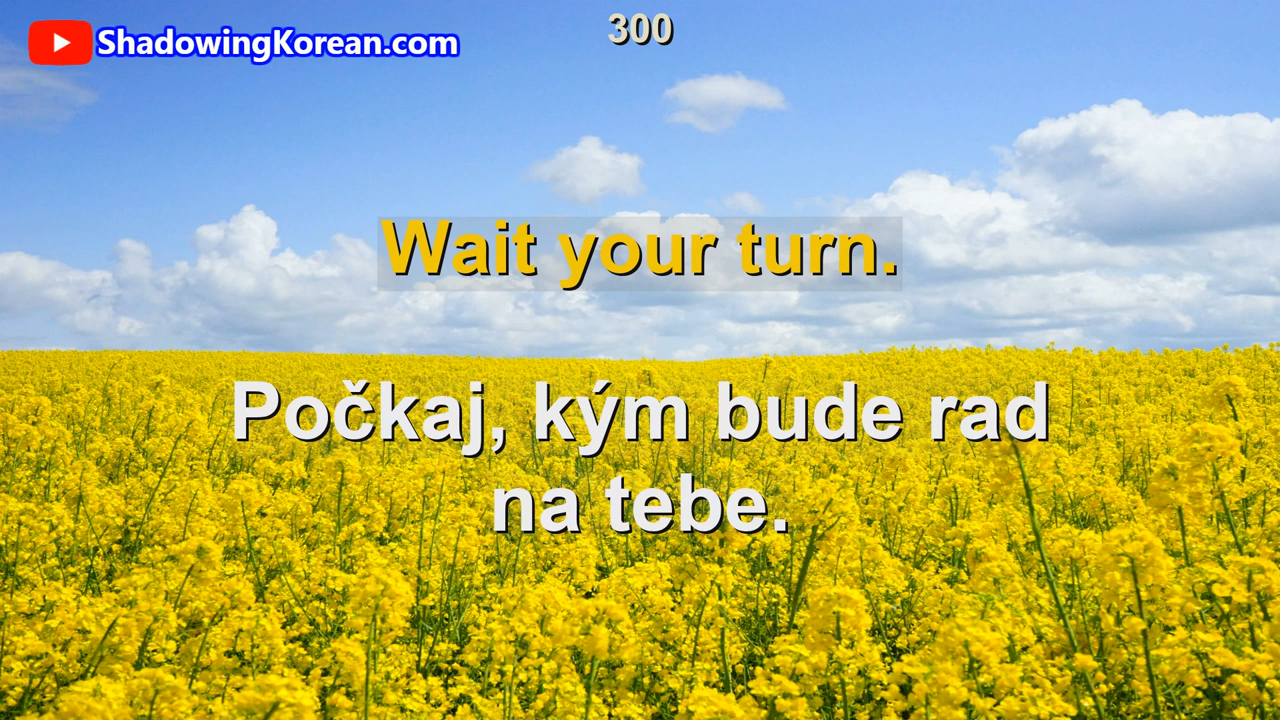 ShadowingKorean.com
300
Wait your turn.
Počkaj, kým bude rad
na tebe.